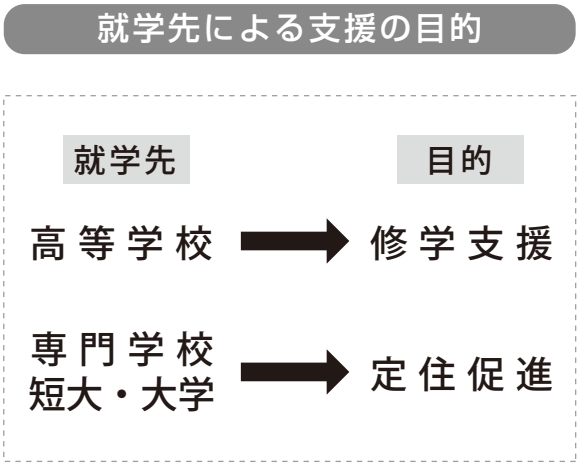 就学先による支援の目的
就学先
目的
高等学校
修学支援
専門学校
短大・大学
定住促進